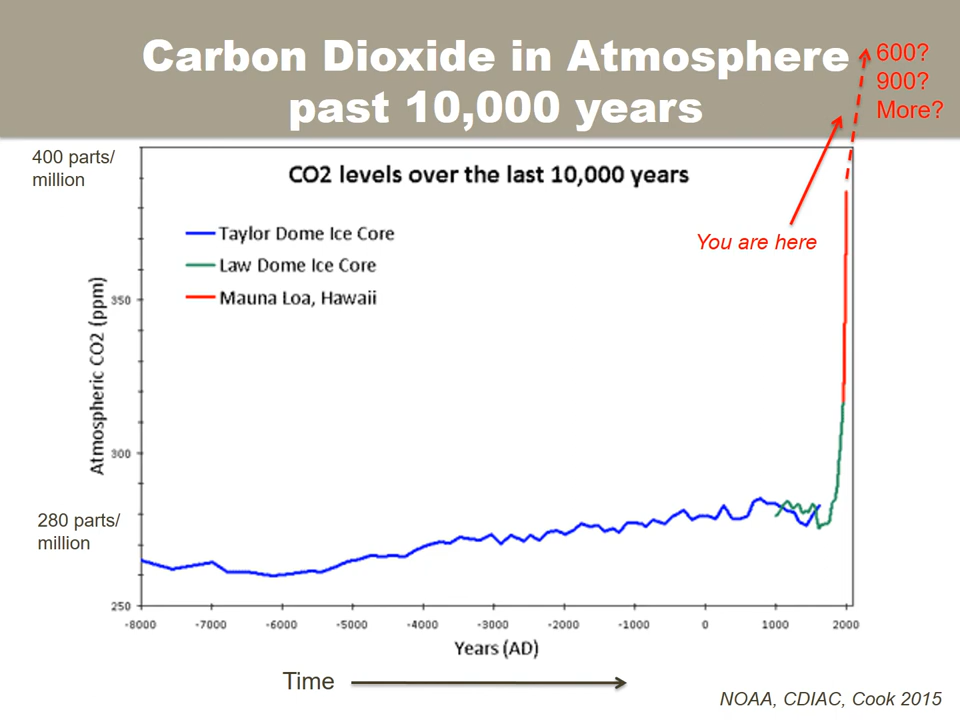 Carbon Dioxide in Atmosphere
past 10,000 years
600?
900?
More?
400 parts/
million
CO2 levels over the last 10,000 years
Taylor Dome Ice Core
Law Dome Ice Core
Mauna Loa, Hawaii
You are here
Atmospheric CO2 (ppm)
350
300
280 parts/
million
250
-8000 -7000 -6000 -5000 -4000 -3000 -2000 -1000 0 1000 2000
Years (AD)
Time
NOAA, CDIAC, Cook 2015